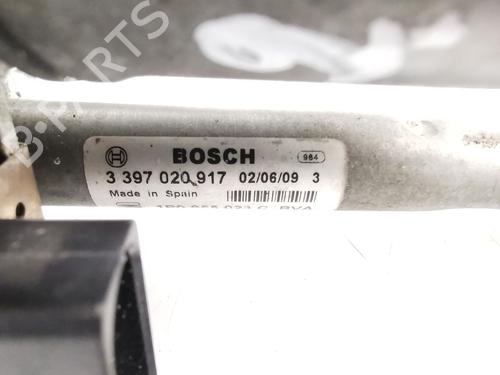 B-PARTS
BOSCH 984
3 397 020 917 02/06/09 3
Made in Spain